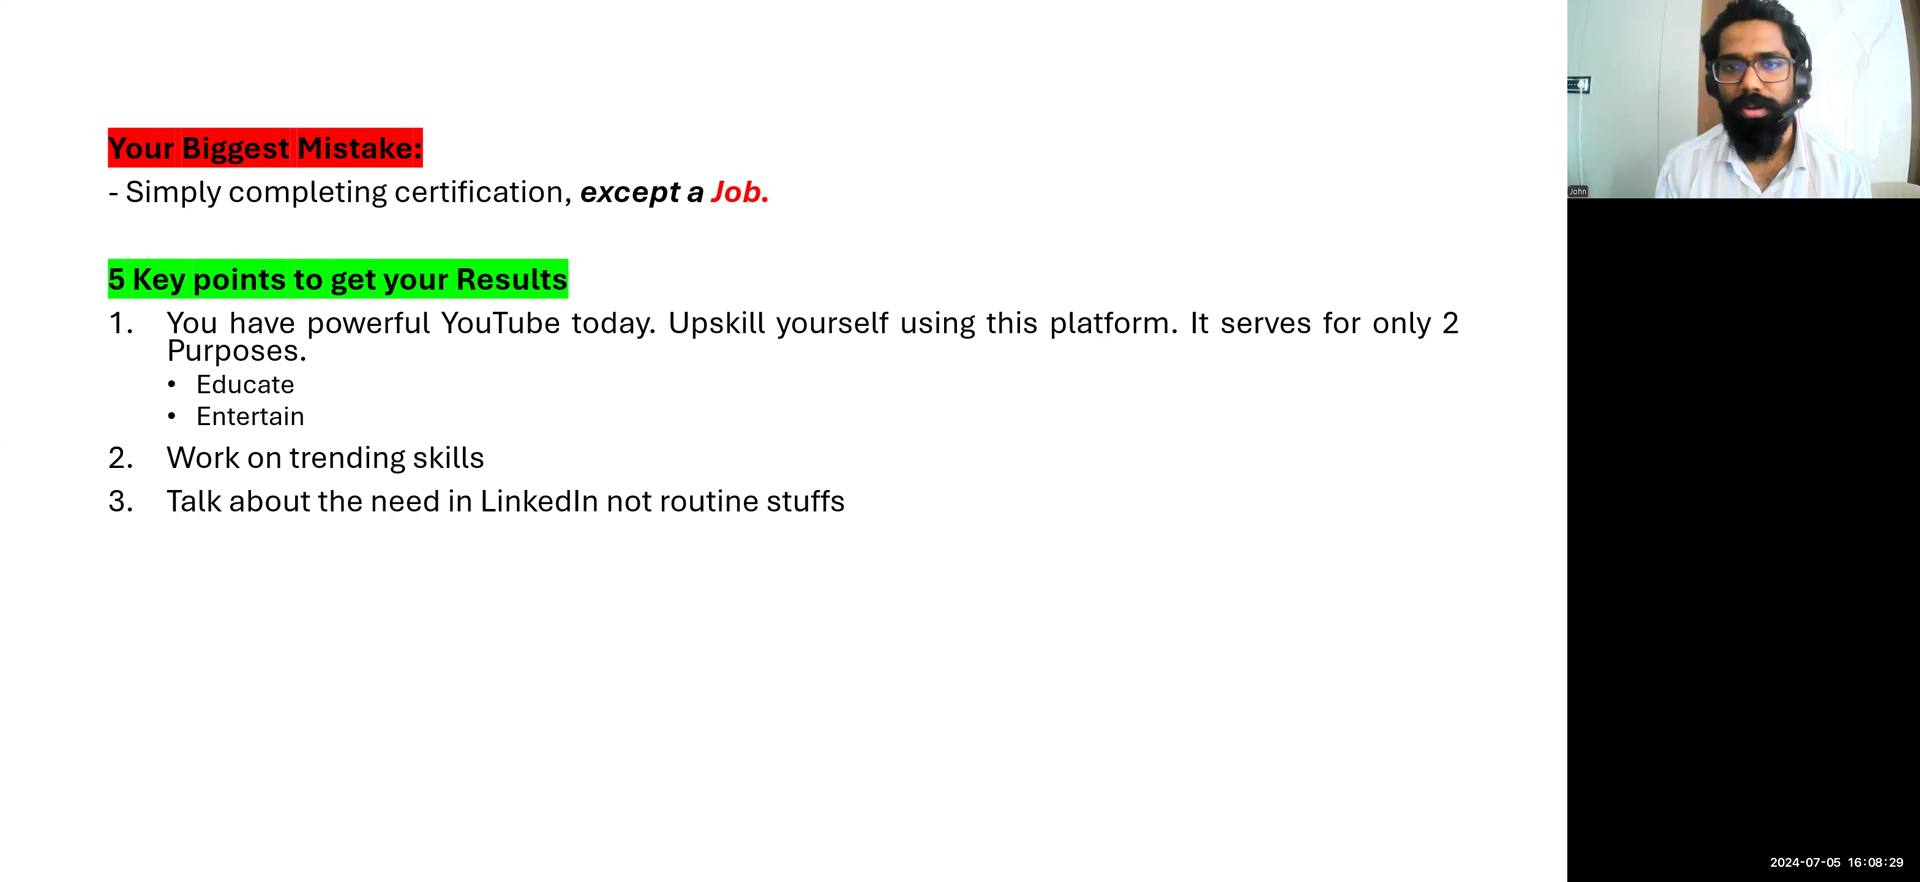 Your Biggest Mistake:
- Simply completing certification, except a Job.
5 Key points to get your Results
1. You have powerful YouTube today. Upskill yourself using this platform. It serves for only 2
Purposes.
• Educate
• Entertain
2. Work on trending skills
3. Talk about the need in LinkedIn not routine stuffs
John
2024-07-05 16:08:29